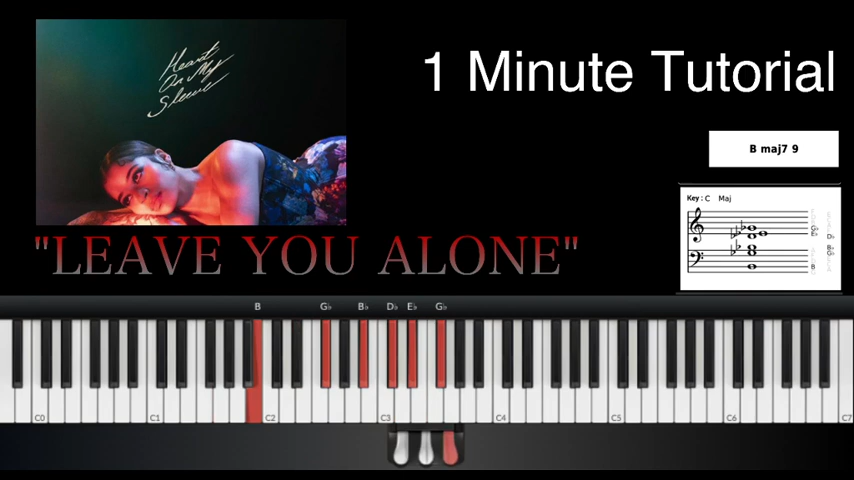 Heart
On My
Sleeve
1 Minute Tutorial
B maj7 9
Key : C Maj
"LEAVE YOU ALONE"
B G♭ B♭ D♭ E♭ G♭
C0 C1 C2 C3 C4 C5 C6 C7